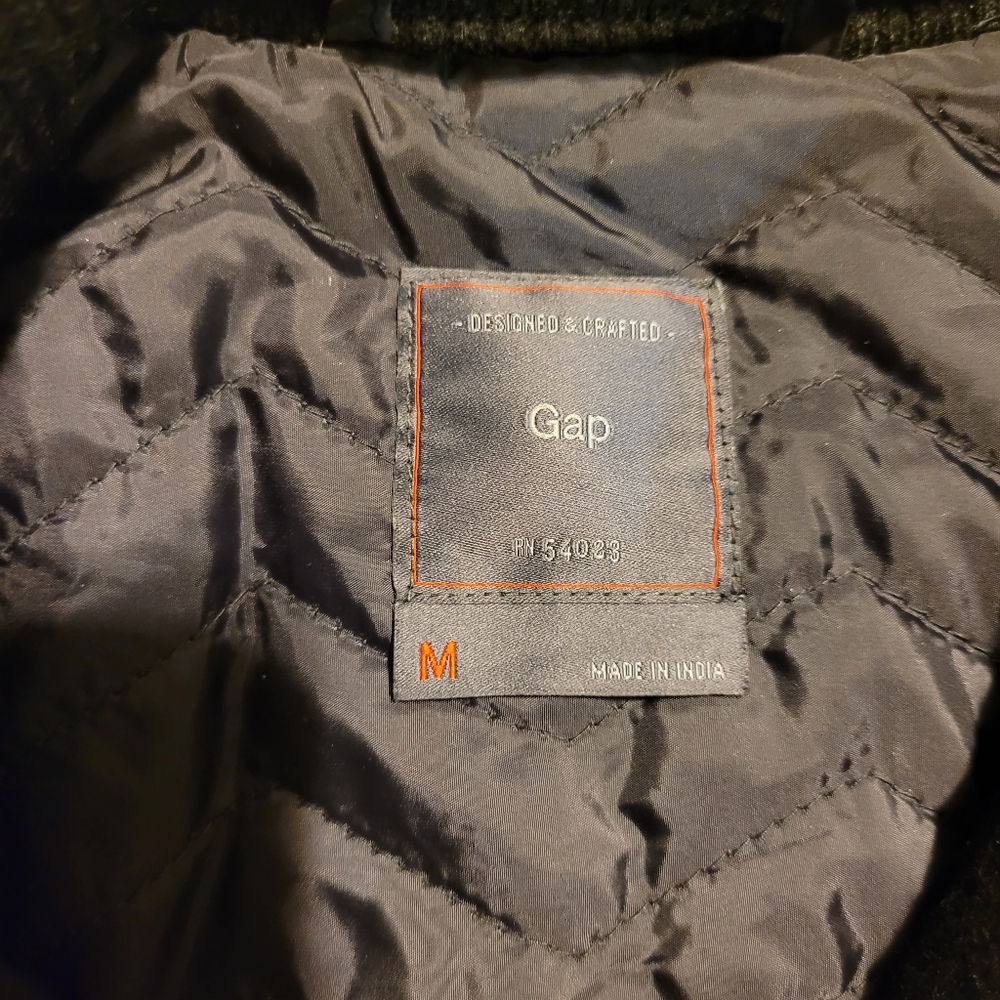 - DESIGNED & CRAFTED -
Gap
RN 54023
M
MADE IN INDIA